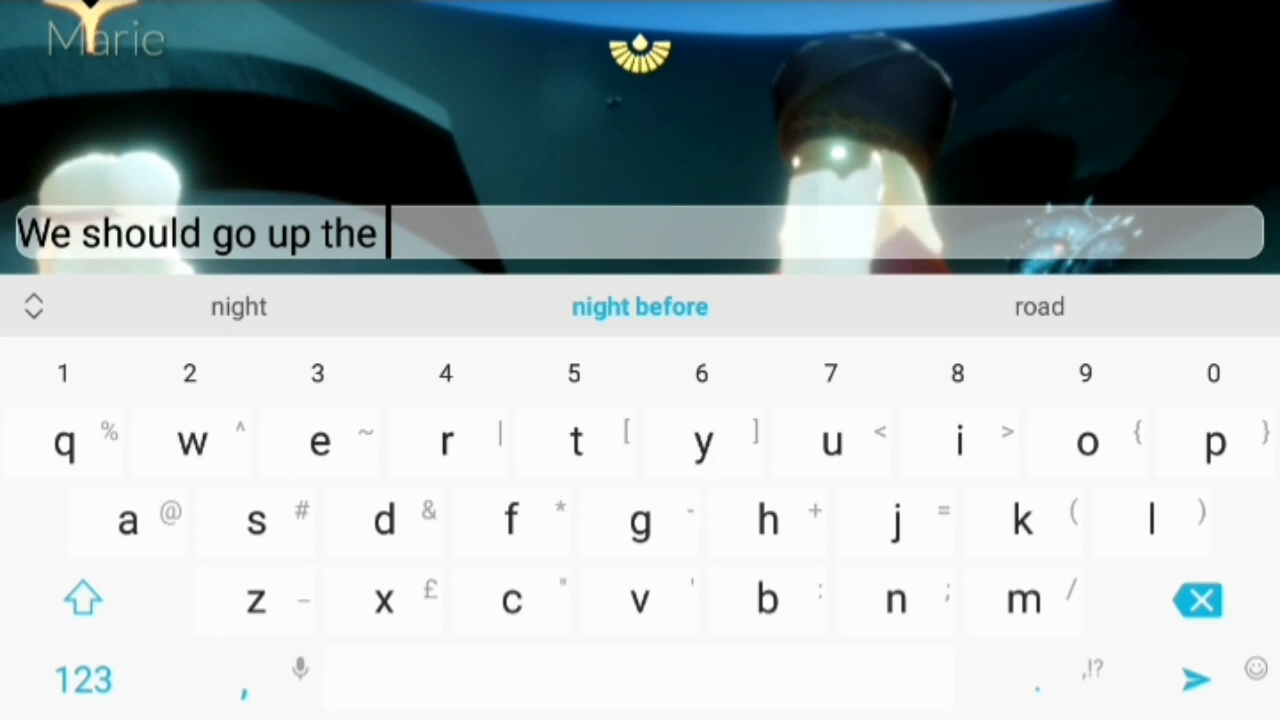 Marie
We should go up the
night night before road
1 2 3 4 5 6 7 8 9 0
q % w ^ e ~ r | t [ y ] u < i > o { p }
a @ s # d & f * g - h + j = k ( l )
z _ x £ c " v ' b : n ; m /
123 , . ,!?